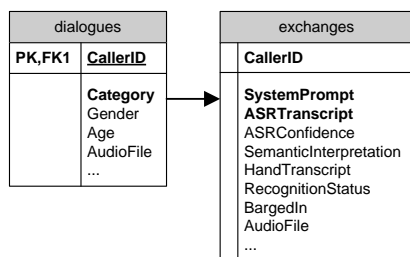 dialogues
PK,FK1 CallerID
Category
Gender
Age
AudioFile
...
exchanges
CallerID
SystemPrompt
ASRTranscript
ASRConfidence
SemanticInterpretation
HandTranscript
RecognitionStatus
BargedIn
AudioFile
...